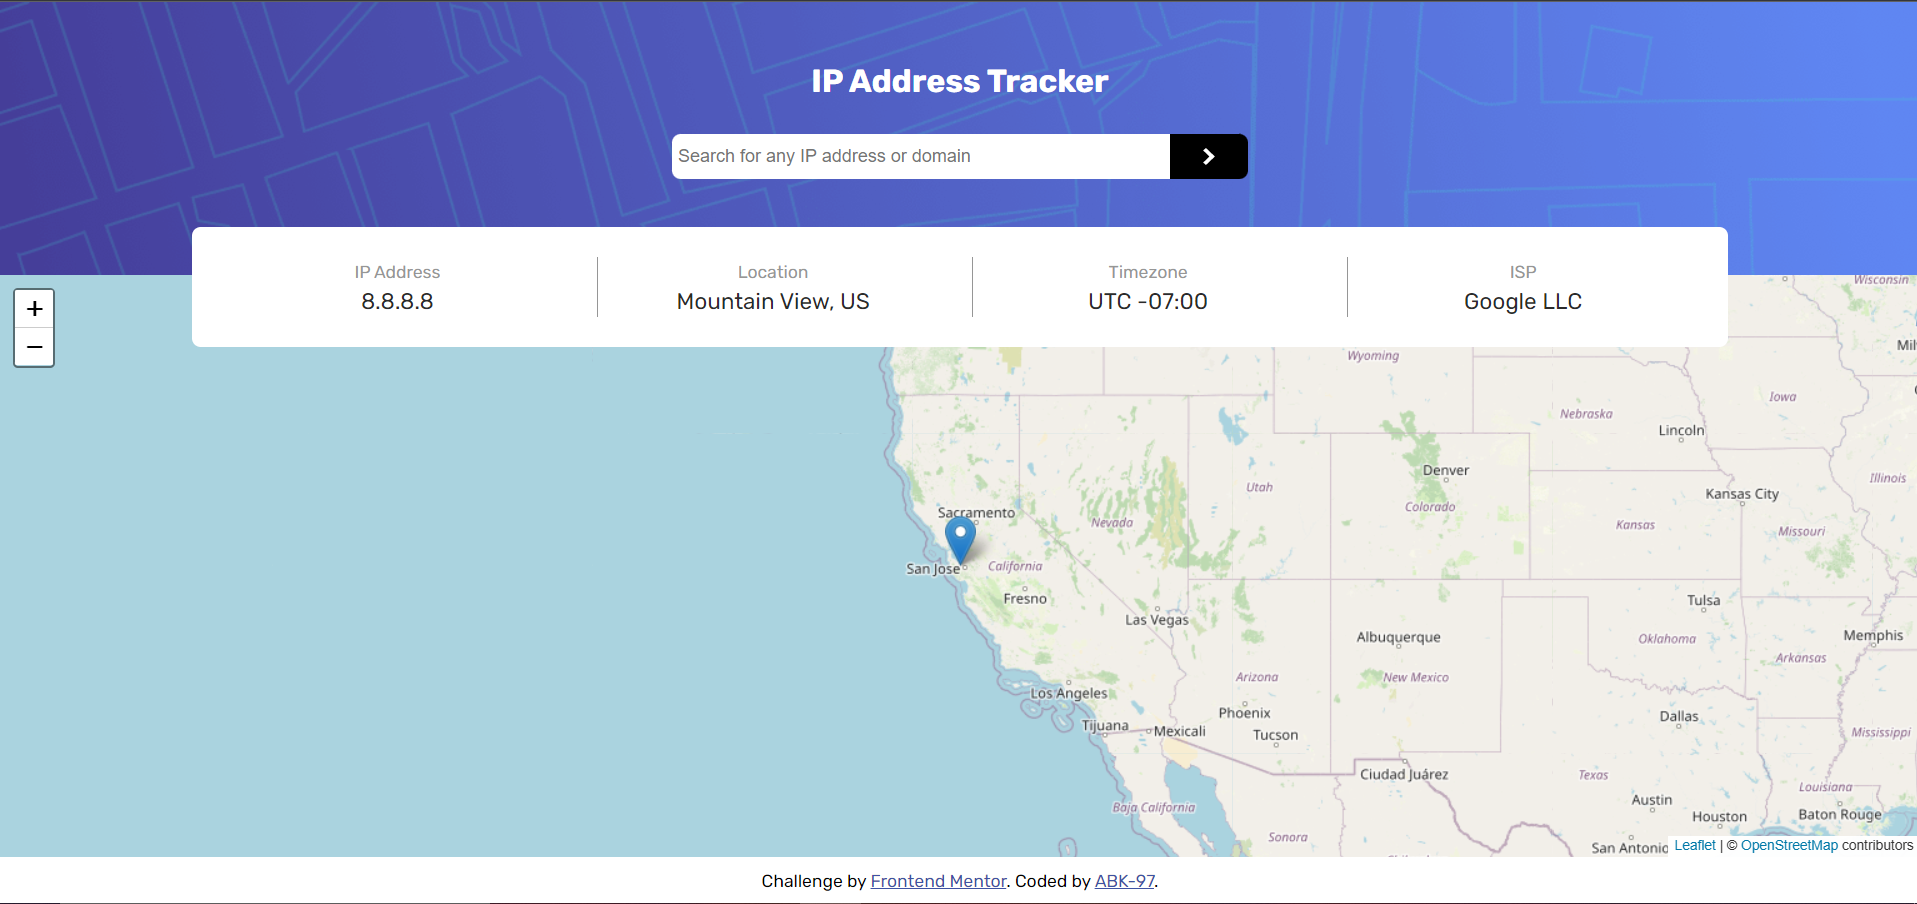 IP Address Tracker
Search for any IP address or domain
IP Address
8.8.8.8
Location
Mountain View, US
Timezone
UTC -07:00
ISP
Google LLC
+
−
Wisconsin
Wyoming
Iowa
Nebraska
Lincoln
Denver
Utah
Illinois
Colorado
Kansas City
Sacramento
Nevada
Kansas
Missouri
San Jose
California
Fresno
Las Vegas
Tulsa
Albuquerque
Oklahoma
Memphis
Arkansas
Arizona
New Mexico
Los Angeles
Phoenix
Dallas
Tijuana
Mexicali
Tucson
Mississippi
Ciudad Juárez
Texas
Louisiana
Austin
Baja California
Houston
Baton Rouge
Sonora
San Antonio
Leaflet | © OpenStreetMap contributors
Challenge by Frontend Mentor. Coded by ABK-97.